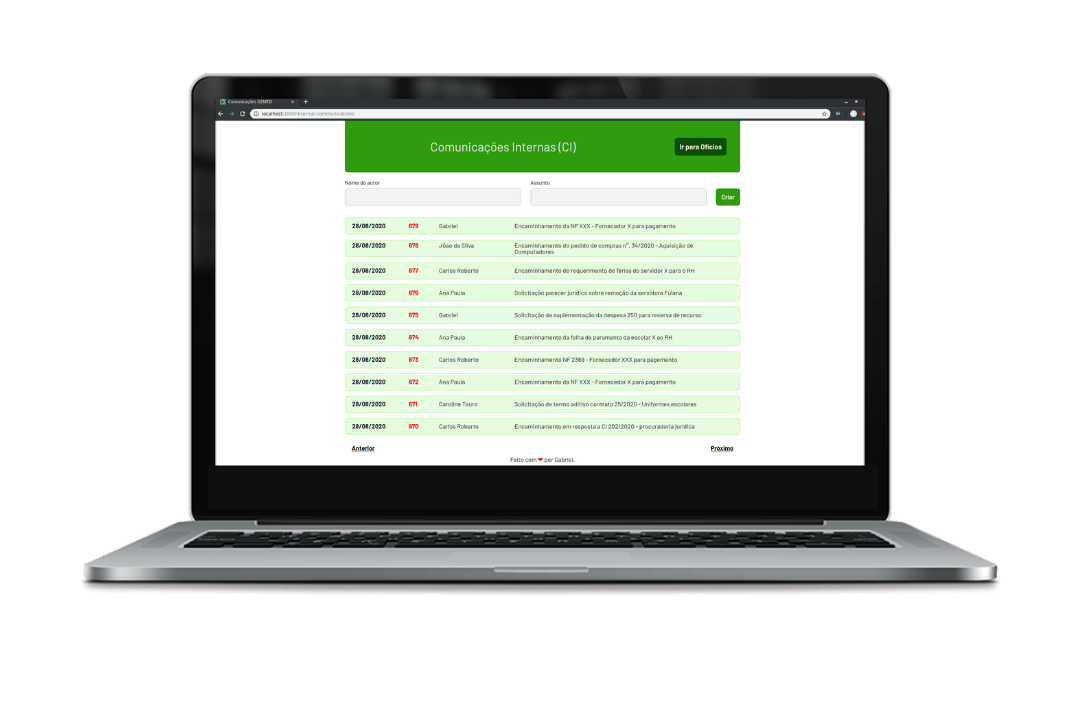 Comunicações GEMED
localhost:3000/internal-communications
Comunicações Internas (CI)
Ir para Ofícios
Nome do autor
Assunto
Criar
28/08/2020 879 Gabriel Encaminhamento da NF XXX - Fornecedor X para pagamento
28/08/2020 878 Jõao da Silva Encaminhamento do pedido de compras nº. 34/2020 - Aquisição de
Computadores
28/08/2020 877 Carlos Roberto Encaminhamento de requerimento de férias do servidor X para o RH
28/08/2020 876 Ana Paula Solicitação parecer jurídico sobre remoção da servidora Fulana
28/08/2020 875 Gabriel Solicitação de suplementação da despesa 250 para reserva de recurso
28/08/2020 874 Ana Paula Encaminhamento da folha de paramento da escolar X ao RH
28/08/2020 873 Carlos Roberto Encaminhamento NF 2369 - Fornecedor XXX para pagemento
28/08/2020 872 Ana Paula Encaminhamento da NF XXX - Fornecedor X para pagamento
28/08/2020 871 Caroline Touro Solicitação de termo aditivo contrato 25/2020 - Uniformes escolares
28/08/2020 870 Carlos Roberto Encaminhamento em resposta a CI 202/2020 - procuradoria jurídica
Anterior
Próximo
Feito com ❤ por Gabriel.